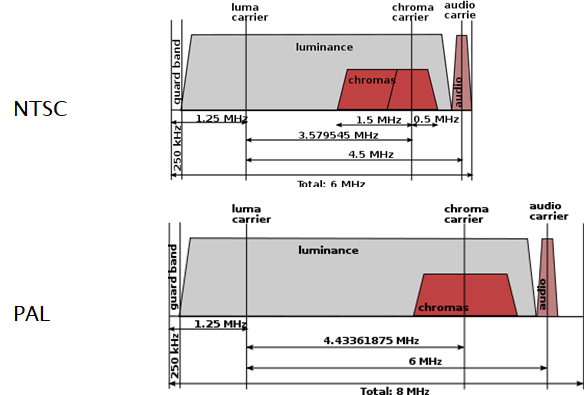 NTSC
luma
carrier
chroma
carrier
audio
carrie
guard band
luminance
chromas
audio
1.25 MHz
1.5 MHz
0.5 MHz
3.579545 MHz
250 kHz
4.5 MHz
Total: 6 MHz
PAL
luma
carrier
chroma
carrier
audio
carrier
guard band
luminance
chromas
audio
1.25 MHz
4.43361875 MHz
250 kHz
6 MHz
Total: 8 MHz